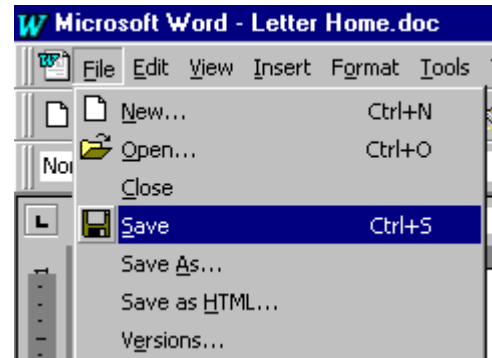 Microsoft Word - Letter Home.doc
File Edit View Insert Format Tools
New... Ctrl+N
Open... Ctrl+O
Close
Save Ctrl+S
Save As...
Save as HTML...
Versions...